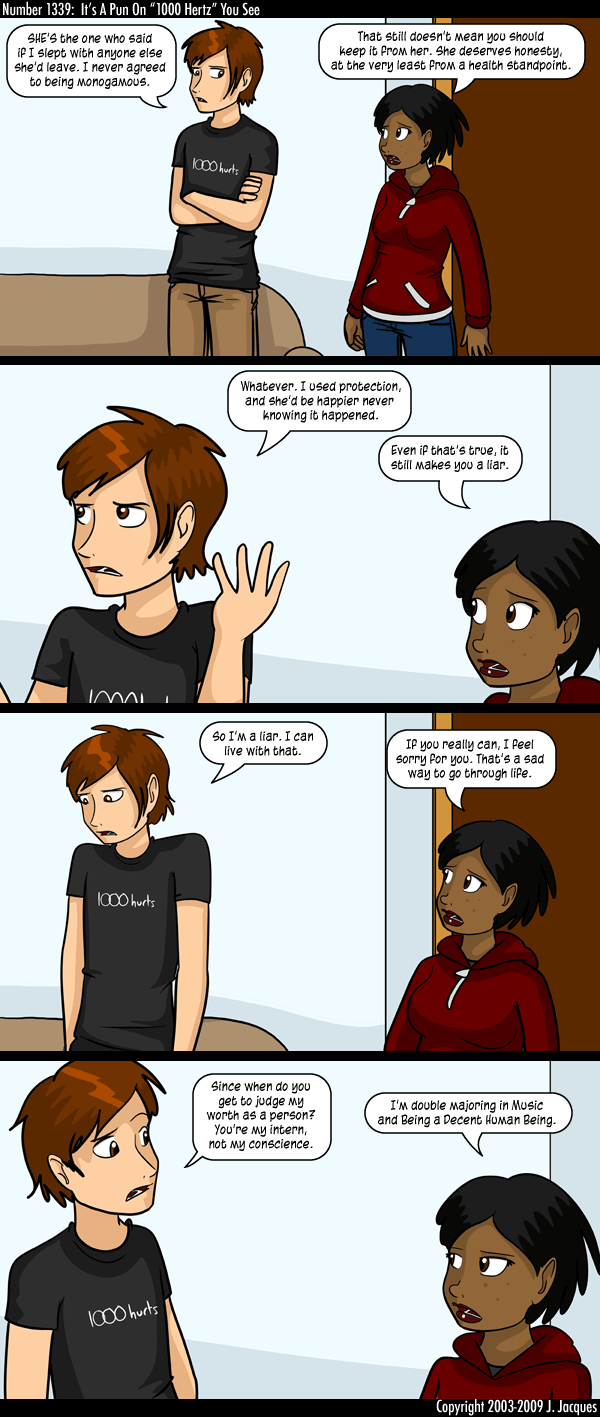 Number 1339: It's A Pun On "1000 Hertz" You See
SHE's the one who said
if I slept with anyone else
she'd leave. I never agreed
to being monogamous.
That still doesn't mean you should
keep it from her. She deserves honesty,
at the very least from a health standpoint.
1000 hurts
Whatever. I used protection,
and she'd be happier never
knowing it happened.
Even if that's true, it
still makes you a liar.
So I'm a liar. I can
live with that.
If you really can, I feel
sorry for you. That's a sad
way to go through life.
1000 hurts
Since when do you
get to judge my
worth as a person?
You're my intern,
not my conscience.
I'm double majoring in Music
and Being a Decent Human Being.
1000 hurts
Copyright 2003-2009 J. Jacques